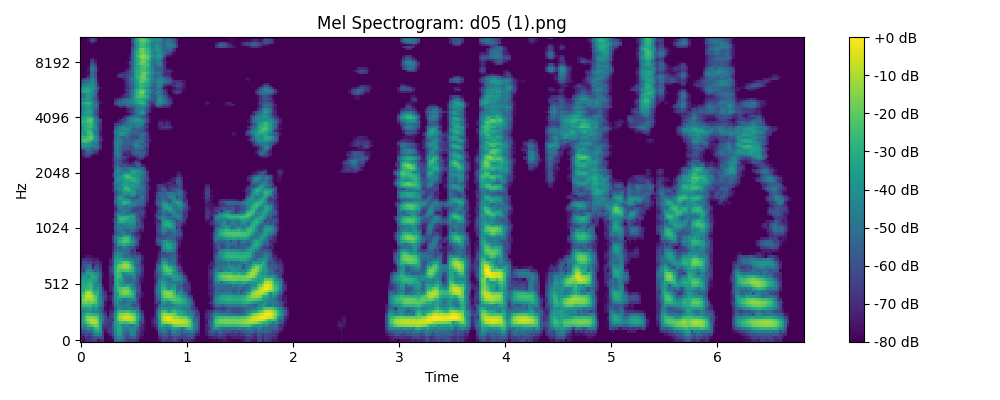 Mel Spectrogram: d05 (1).png
+0 dB
8192
-10 dB
4096
-20 dB
-30 dB
2048
Hz
-40 dB
1024
-50 dB
512
-60 dB
-70 dB
0
-80 dB
0 1 2 3 4 5 6
Time